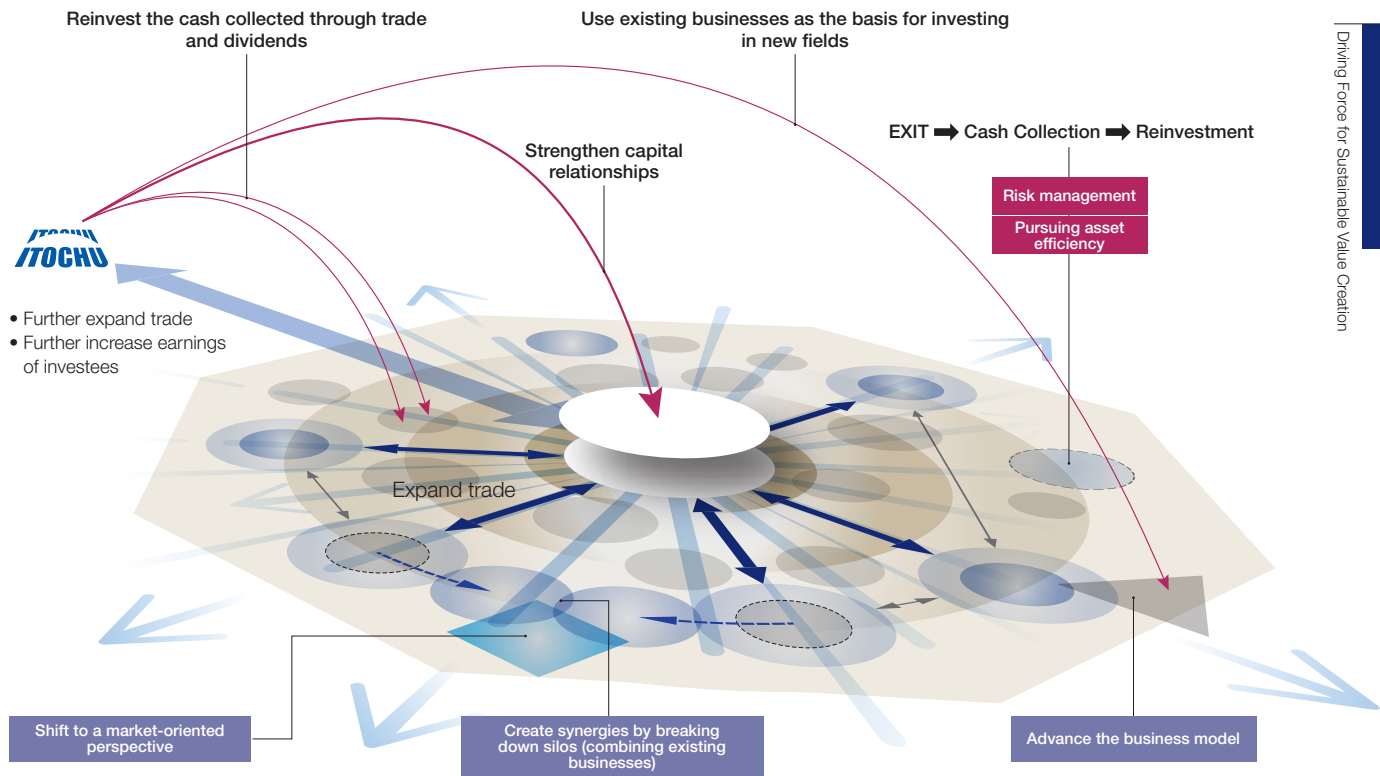 Reinvest the cash collected through trade
and dividends
Use existing businesses as the basis for investing
in new fields
Driving Force for Sustainable Value Creation
EXIT ➡ Cash Collection ➡ Reinvestment
Strengthen capital
relationships
Risk management
Pursuing asset
efficiency
ITOCHU
ITOCHU
• Further expand trade
• Further increase earnings
of investees
Expand trade
Shift to a market-oriented
perspective
Create synergies by breaking
down silos (combining existing
businesses)
Advance the business model